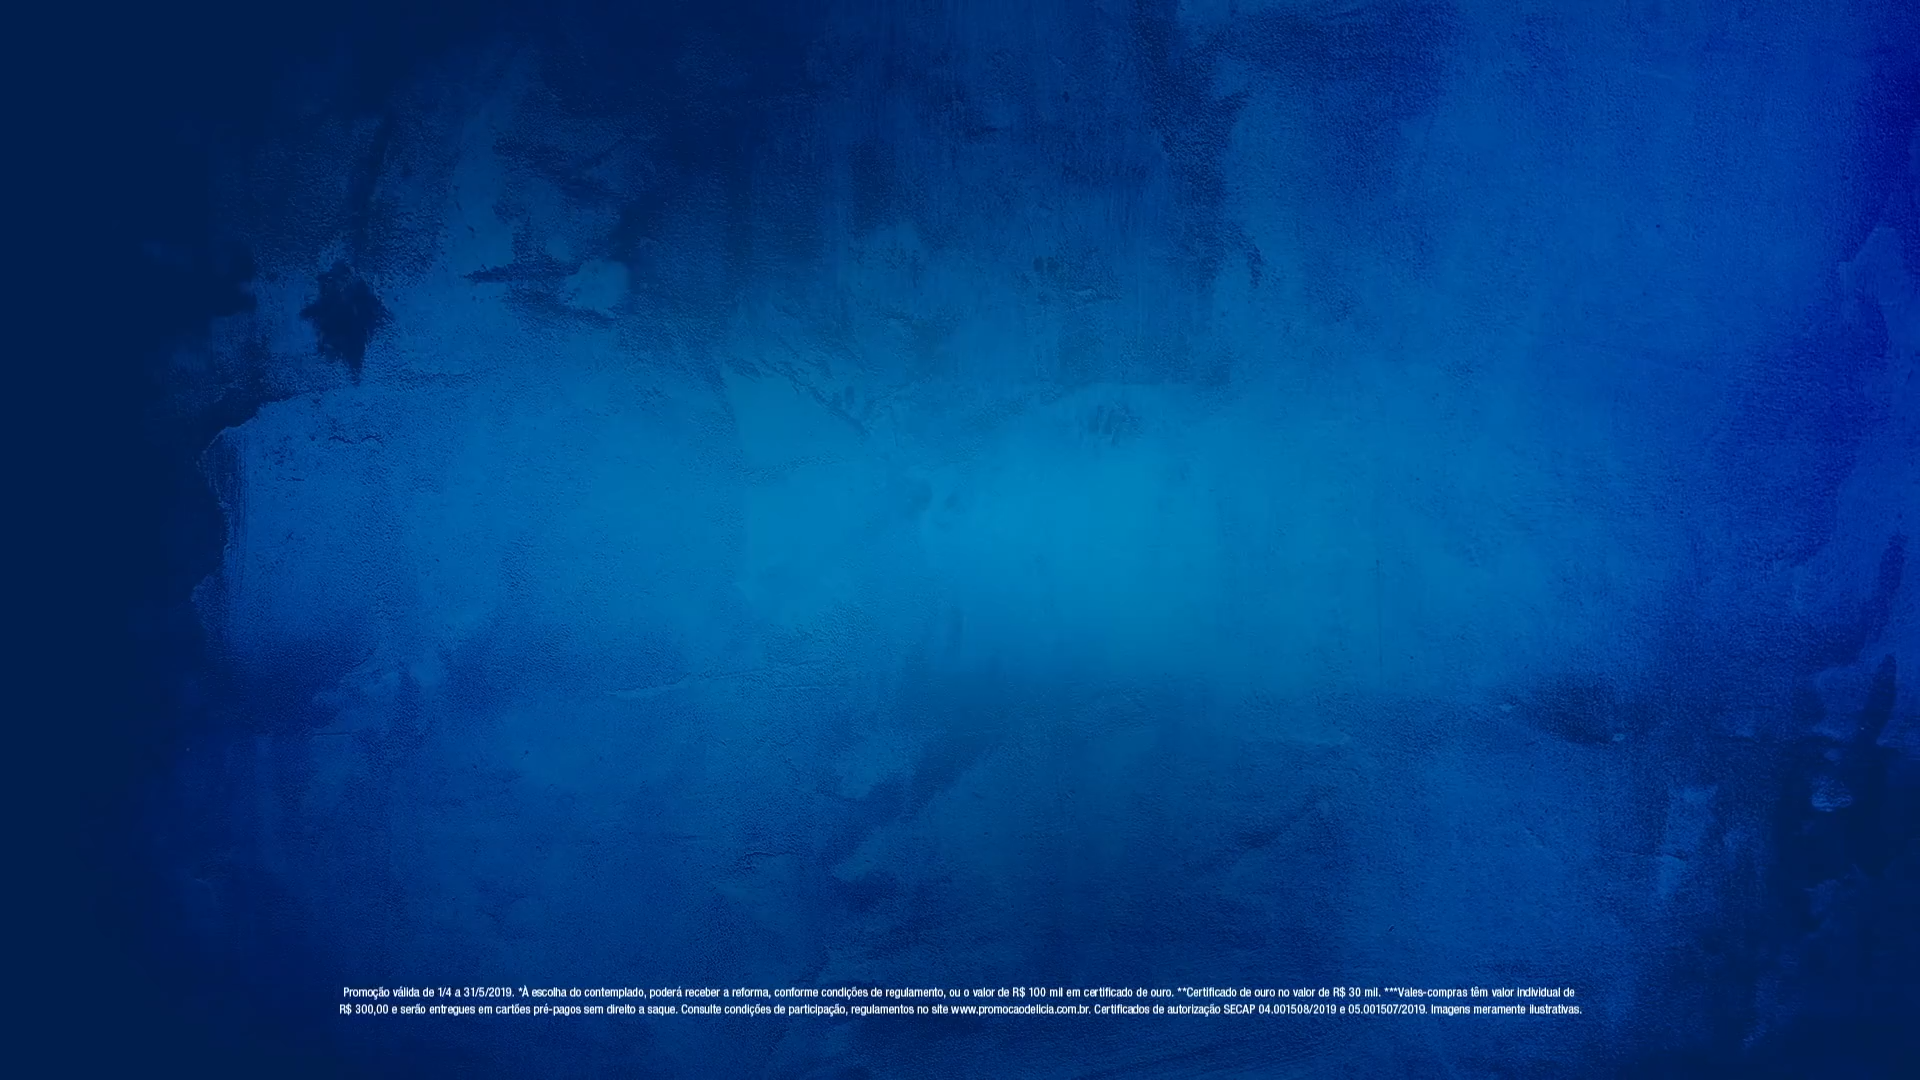 Promoção válida de 1/4 a 31/5/2019. *À escolha do contemplado, poderá receber a reforma, conforme condições de regulamento, ou o valor de R$ 100 mil em certificado de ouro. **Certificado de ouro no valor de R$ 30 mil. ***Vales-compras têm valor individual de
R$ 300,00 e serão entregues em cartões pré-pagos sem direito a saque. Consulte condições de participação, regulamentos no site www.promocaodelicia.com.br. Certificados de autorização SECAP 04.001508/2019 e 05.001507/2019. Imagens meramente ilustrativas.